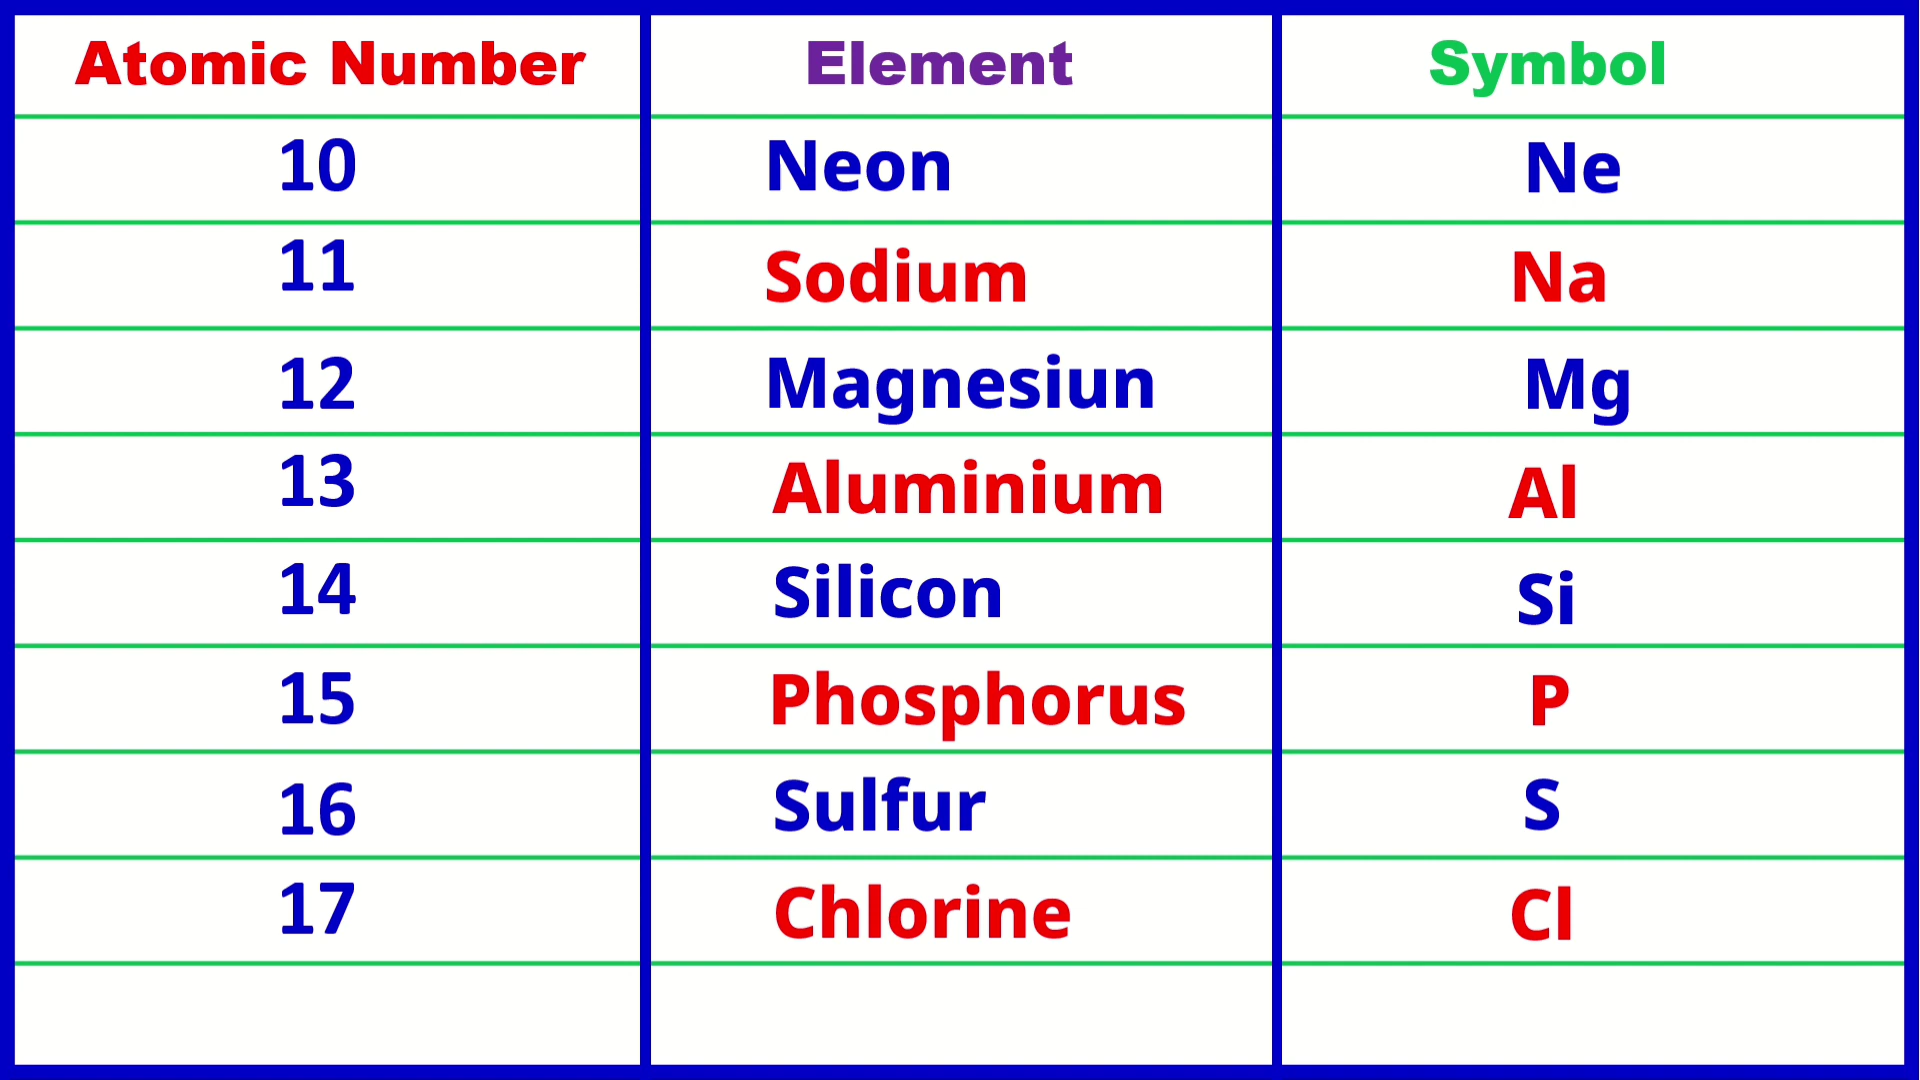 Atomic Number Element Symbol
10 Neon Ne
11 Sodium Na
12 Magnesiun Mg
13 Aluminium Al
14 Silicon Si
15 Phosphorus P
16 Sulfur S
17 Chlorine Cl